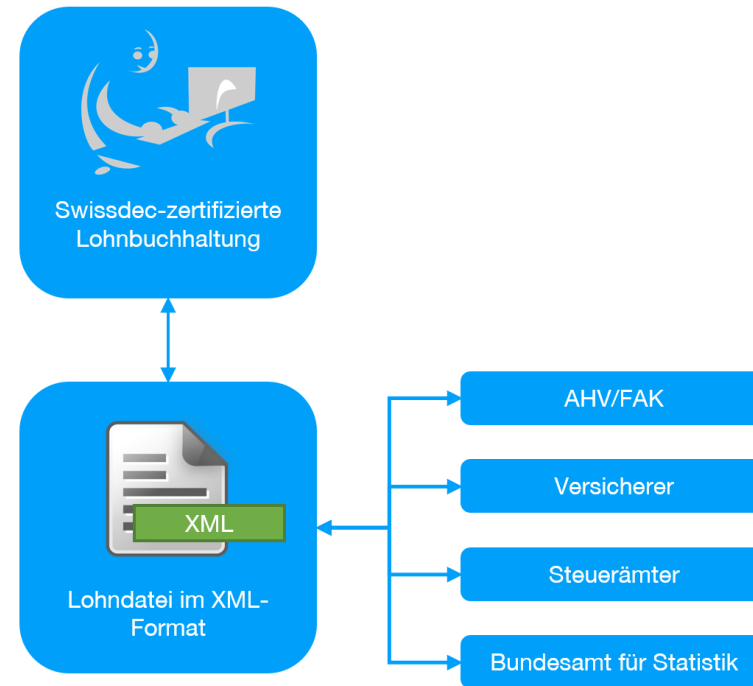 Swissdec-zertifizierte
Lohnbuchhaltung
XML
Lohndatei im XML-
Format
AHV/FAK
Versicherer
Steuerämter
Bundesamt für Statistik